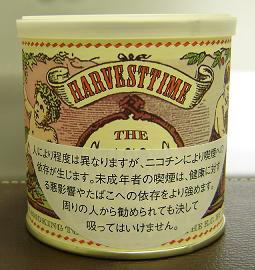 HARVESTTIME
THE
人により程度は異なりますが、ニコチンにより喫煙への
依存が生じます。未成年者の喫煙は、健康に対す
る悪影響やたばこへの依存をより強めます。
周りの人から勧められても決して
吸ってはいけません。